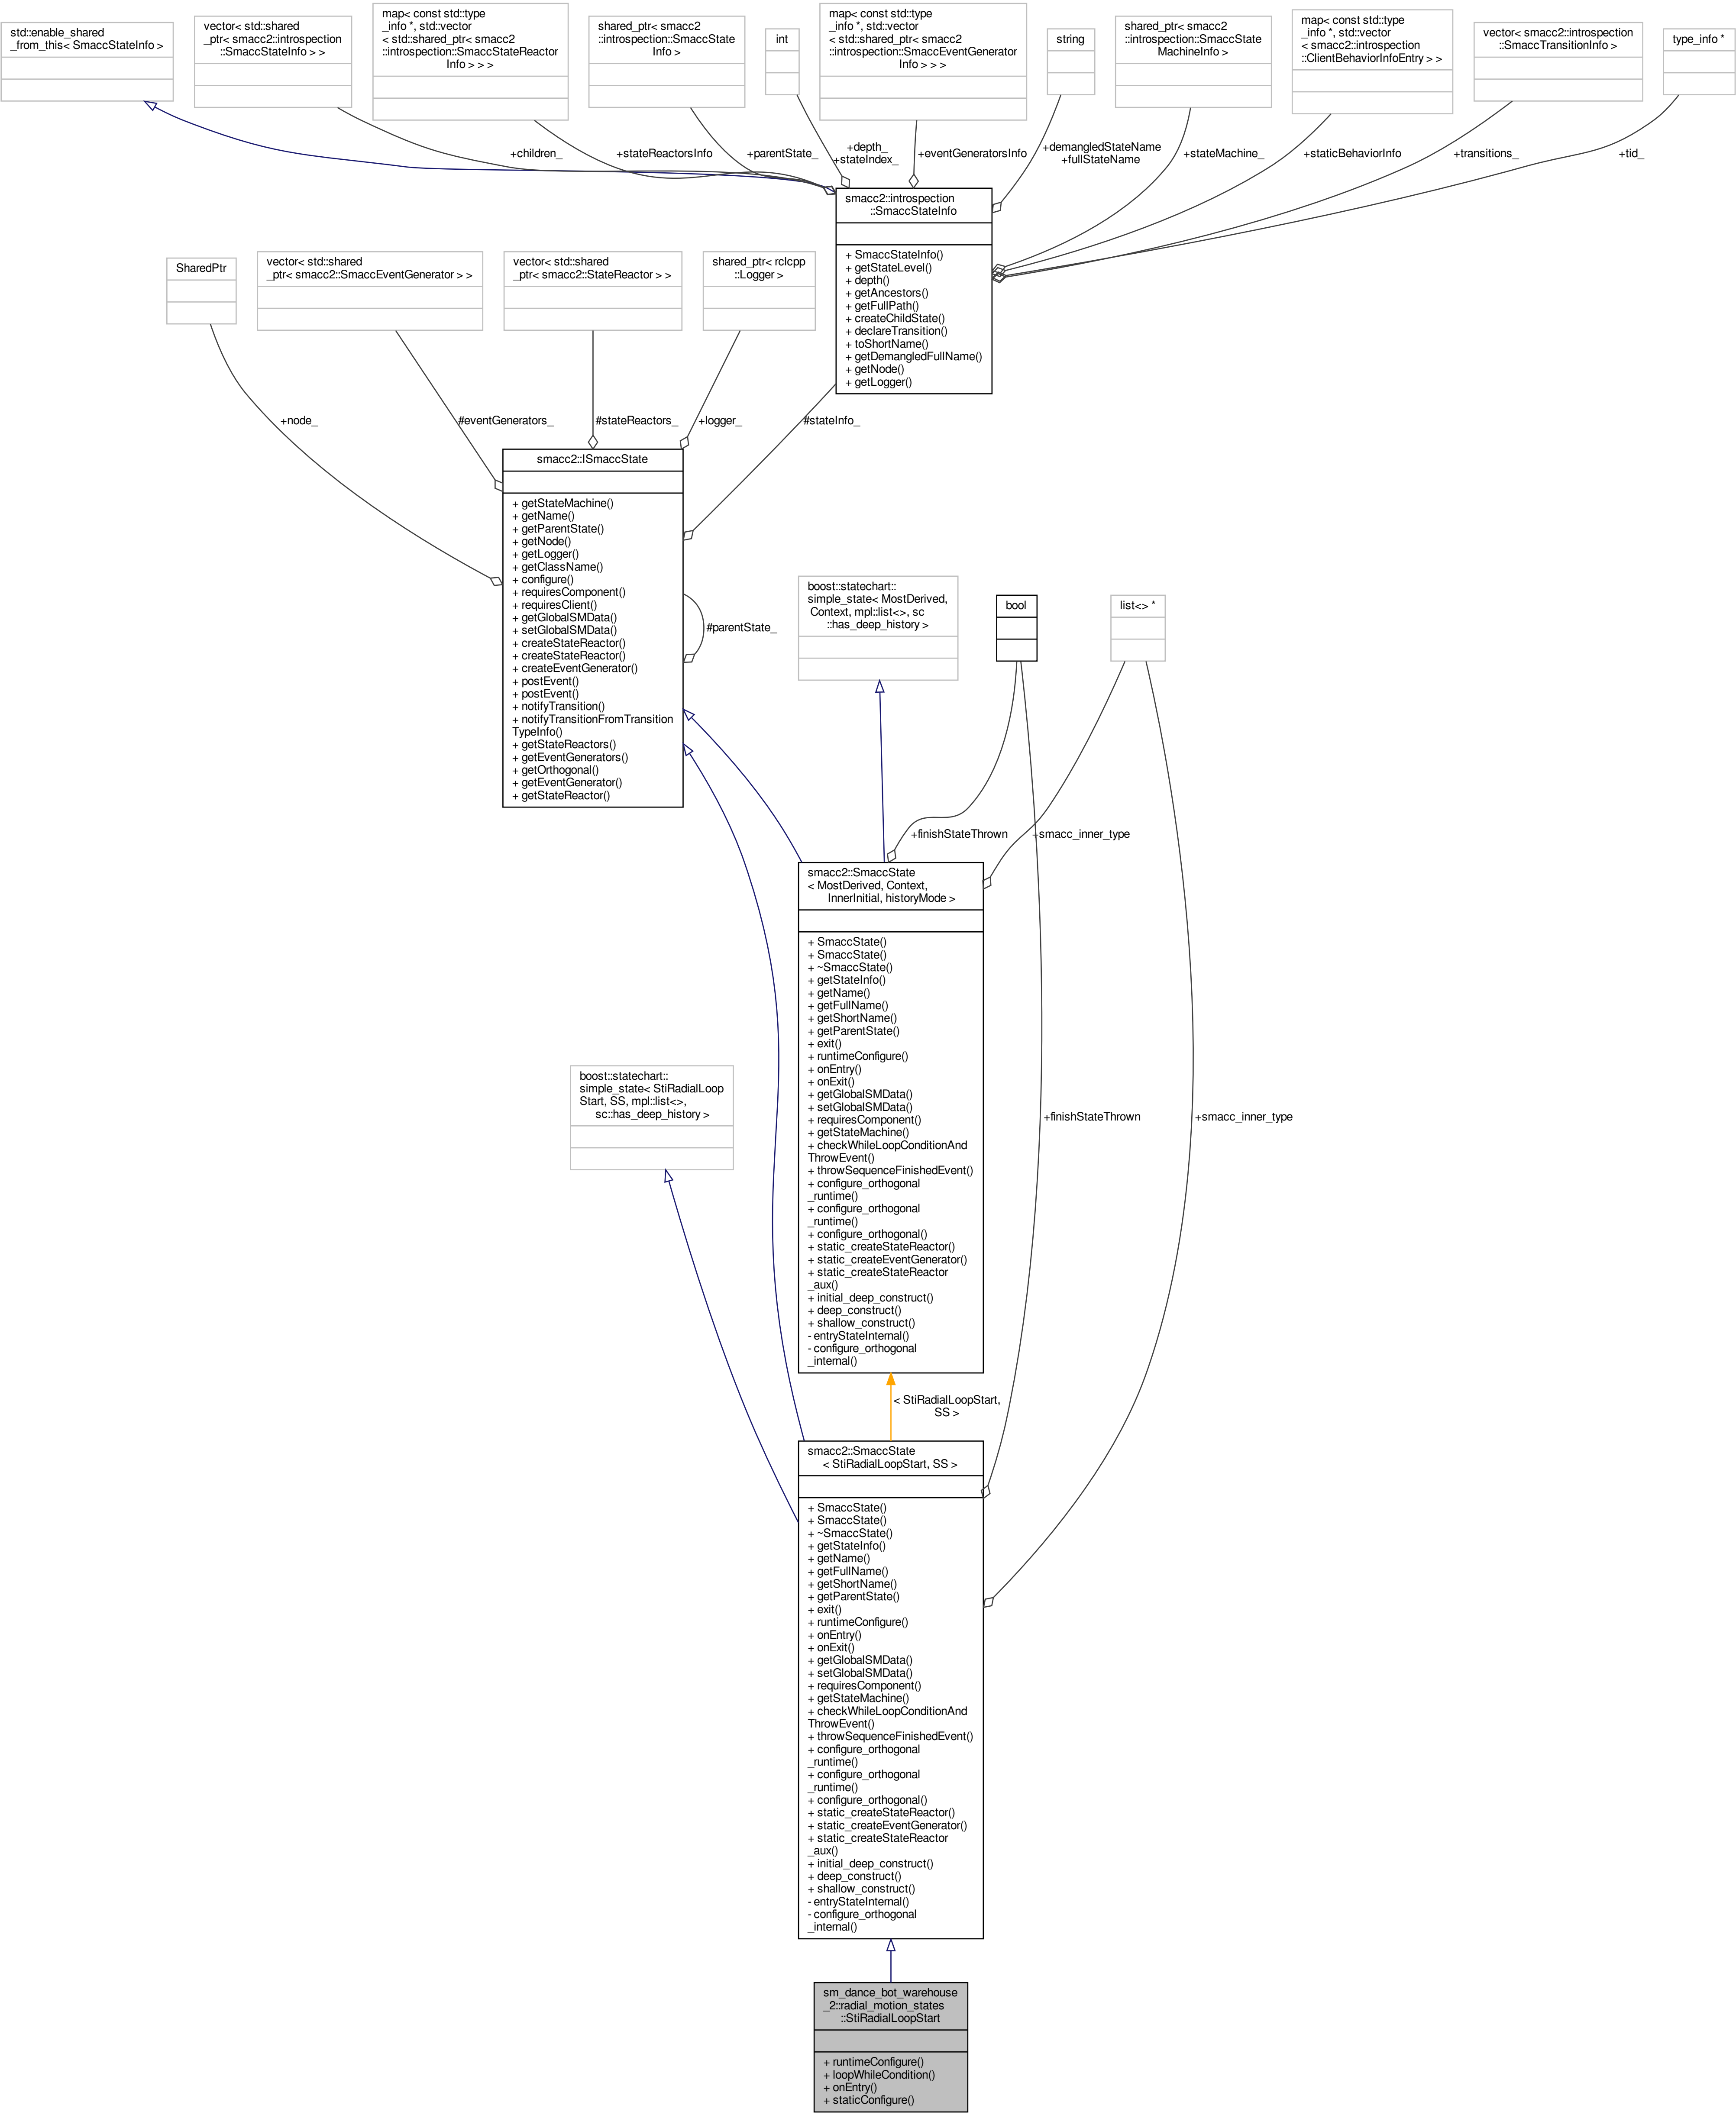 std::enable_shared
_from_this< SmaccStateInfo >
vector< std::shared
_ptr< smacc2::introspection
::SmaccStateInfo > >
map< const std::type
_info *, std::vector
< std::shared_ptr< smacc2
::introspection::SmaccStateReactor
Info > > >
shared_ptr< smacc2
::introspection::SmaccState
Info >
int
map< const std::type
_info *, std::vector
< std::shared_ptr< smacc2
::introspection::SmaccEventGenerator
Info > > >
string
shared_ptr< smacc2
::introspection::SmaccState
MachineInfo >
map< const std::type
_info *, std::vector
< smacc2::introspection
::ClientBehaviorInfoEntry > >
vector< smacc2::introspection
::SmaccTransitionInfo >
type_info *
+children_
+stateReactorsInfo
+parentState_
+depth_
+stateIndex_
+eventGeneratorsInfo
+demangledStateName
+fullStateName
+stateMachine_
+staticBehaviorInfo
+transitions_
+tid_
smacc2::introspection
::SmaccStateInfo
+ SmaccStateInfo()
+ getStateLevel()
+ depth()
+ getAncestors()
+ getFullPath()
+ createChildState()
+ declareTransition()
+ toShortName()
+ getDemangledFullName()
+ getNode()
+ getLogger()
SharedPtr
vector< std::shared
_ptr< smacc2::SmaccEventGenerator > >
vector< std::shared
_ptr< smacc2::StateReactor > >
shared_ptr< rclcpp
::Logger >
+node_
#eventGenerators_
#stateReactors_
+logger_
#stateInfo_
smacc2::ISmaccState
+ getStateMachine()
+ getName()
+ getParentState()
+ getNode()
+ getLogger()
+ getClassName()
+ configure()
+ requiresComponent()
+ requiresClient()
+ getGlobalSMData()
+ setGlobalSMData()
+ createStateReactor()
+ createStateReactor()
+ createEventGenerator()
+ postEvent()
+ postEvent()
+ notifyTransition()
+ notifyTransitionFromTransition
TypeInfo()
+ getStateReactors()
+ getEventGenerators()
+ getOrthogonal()
+ getEventGenerator()
+ getStateReactor()
#parentState_
boost::statechart::
simple_state< MostDerived,
Context, mpl::list<>, sc
::has_deep_history >
bool
list<> *
+finishStateThrown
+smacc_inner_type
smacc2::SmaccState
< MostDerived, Context,
InnerInitial, historyMode >
+ SmaccState()
+ SmaccState()
+ ~SmaccState()
+ getStateInfo()
+ getName()
+ getFullName()
+ getShortName()
+ getParentState()
+ exit()
+ runtimeConfigure()
+ onEntry()
+ onExit()
+ getGlobalSMData()
+ setGlobalSMData()
+ requiresComponent()
+ getStateMachine()
+ checkWhileLoopConditionAnd
ThrowEvent()
+ throwSequenceFinishedEvent()
+ configure_orthogonal
_runtime()
+ configure_orthogonal
_runtime()
+ configure_orthogonal()
+ static_createStateReactor()
+ static_createEventGenerator()
+ static_createStateReactor
_aux()
+ initial_deep_construct()
+ deep_construct()
+ shallow_construct()
- entryStateInternal()
- configure_orthogonal
_internal()
boost::statechart::
simple_state< StiRadialLoop
Start, SS, mpl::list<>,
sc::has_deep_history >
+finishStateThrown
+smacc_inner_type
< StiRadialLoopStart,
SS >
smacc2::SmaccState
< StiRadialLoopStart, SS >
+ SmaccState()
+ SmaccState()
+ ~SmaccState()
+ getStateInfo()
+ getName()
+ getFullName()
+ getShortName()
+ getParentState()
+ exit()
+ runtimeConfigure()
+ onEntry()
+ onExit()
+ getGlobalSMData()
+ setGlobalSMData()
+ requiresComponent()
+ getStateMachine()
+ checkWhileLoopConditionAnd
ThrowEvent()
+ throwSequenceFinishedEvent()
+ configure_orthogonal
_runtime()
+ configure_orthogonal
_runtime()
+ configure_orthogonal()
+ static_createStateReactor()
+ static_createEventGenerator()
+ static_createStateReactor
_aux()
+ initial_deep_construct()
+ deep_construct()
+ shallow_construct()
- entryStateInternal()
- configure_orthogonal
_internal()
sm_dance_bot_warehouse
_2::radial_motion_states
::StiRadialLoopStart
+ runtimeConfigure()
+ loopWhileCondition()
+ onEntry()
+ staticConfigure()